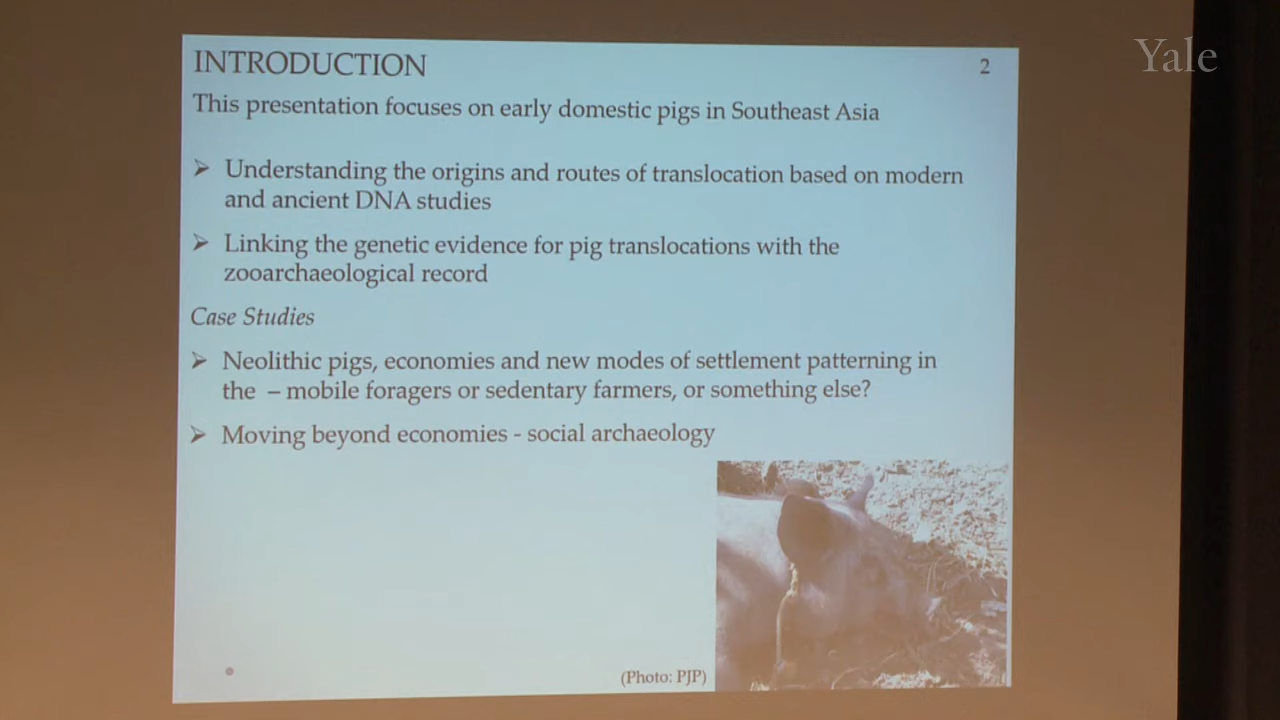 Yale
INTRODUCTION
2
This presentation focuses on early domestic pigs in Southeast Asia
➢ Understanding the origins and routes of translocation based on modern
and ancient DNA studies
➢ Linking the genetic evidence for pig translocations with the
zooarchaeological record
Case Studies
➢ Neolithic pigs, economies and new modes of settlement patterning in
the – mobile foragers or sedentary farmers, or something else?
➢ Moving beyond economies - social archaeology
(Photo: PJP)